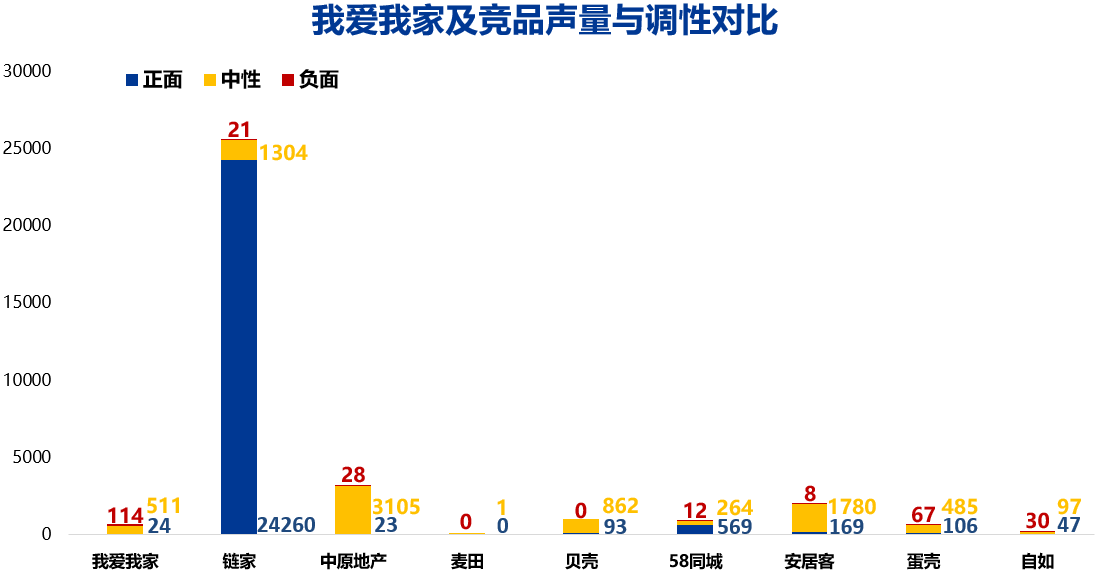 我爱我家及竞品声量与调性对比
正面 中性 负面
30000
25000
20000
15000
10000
5000
0
114 511 24
21 1304 24260
28 3105 23
0 1 0
0 862 93
12 264 569
8 1780 169
67 485 106
30 97 47
我爱我家 链家 中原地产 麦田 贝壳 58同城 安居客 蛋壳 自如